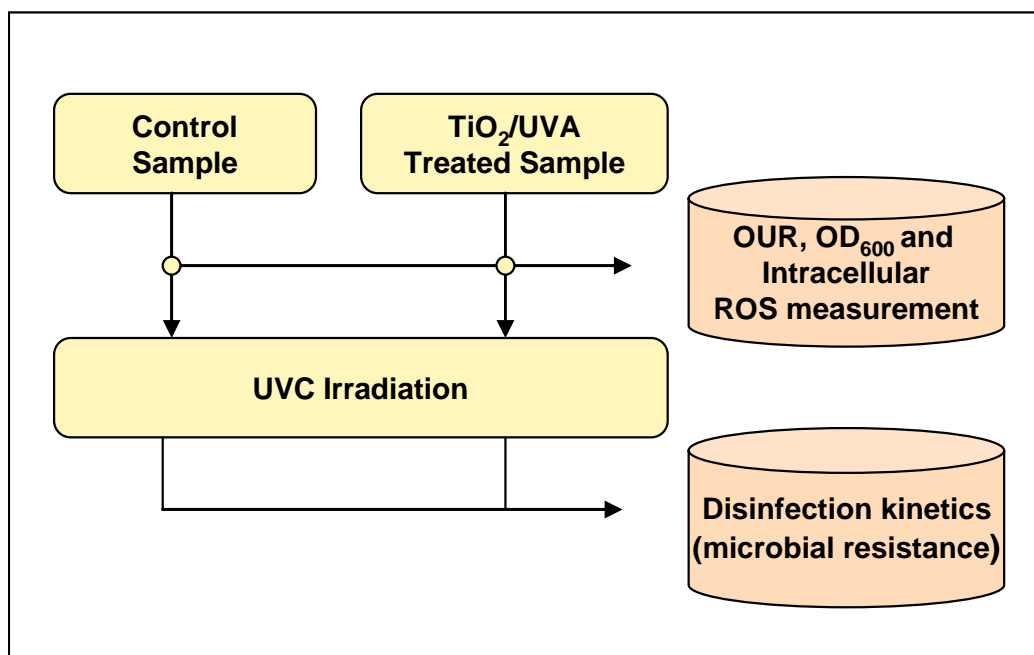 Control
Sample
TiO₂/UVA
Treated Sample
OUR, OD₆₀₀ and
Intracellular
ROS measurement
UVC Irradiation
Disinfection kinetics
(microbial resistance)